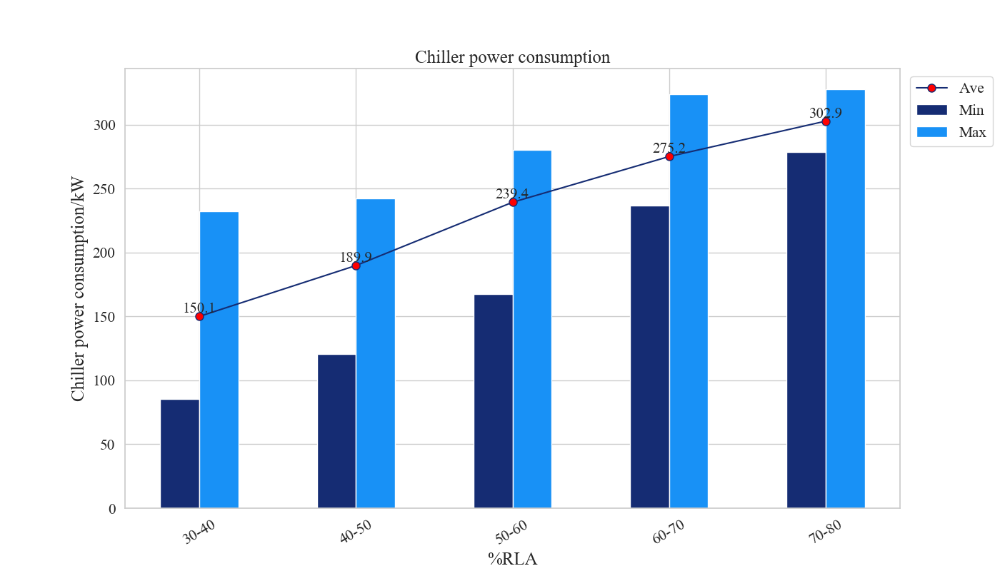 Chiller power consumption
Ave
Min
Max
Chiller power consumption/kW
300
250
200
150
100
50
0
150.1
189.9
239.4
275.2
302.9
30-40
40-50
50-60
60-70
70-80
%RLA